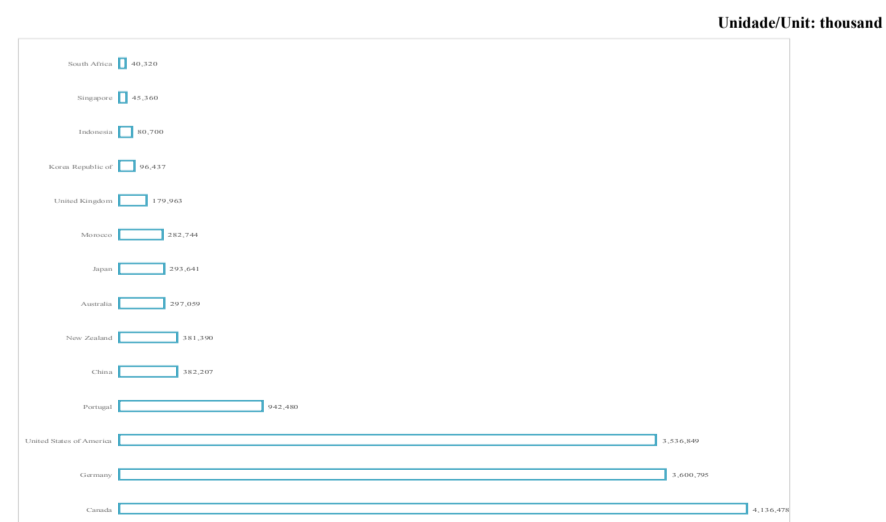 Unidade/Unit: thousand
South Africa 40,320
Singapore 45,360
Indonesia 80,700
Korea Republic of 96,437
United Kingdom 179,963
Morocco 282,744
Japan 293,641
Australia 297,059
New Zealand 381,390
China 382,207
Portugal 942,480
United States of America 3,536,849
Germany 3,600,795
Canada 4,136,478